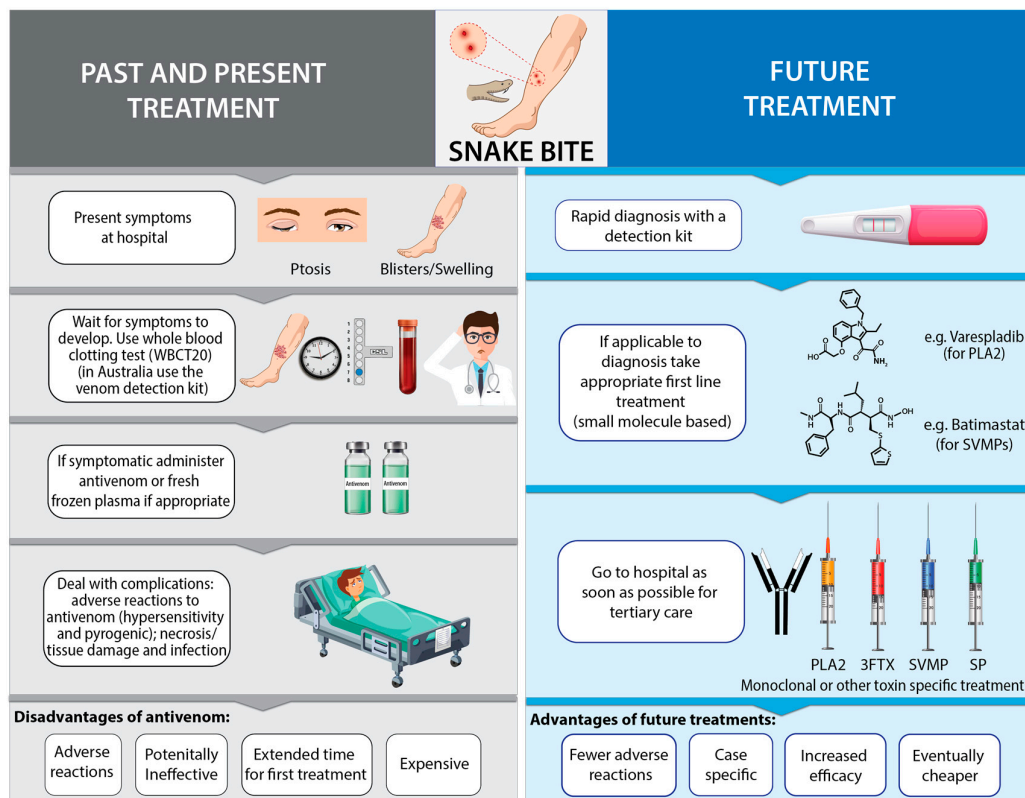 PAST AND PRESENT
TREATMENT
SNAKE BITE
FUTURE
TREATMENT
Present symptoms
at hospital
Ptosis
Blisters/Swelling
Wait for symptoms to
develop. Use whole blood
clotting test (WBCT20)
(in Australia use the
venom detection kit)
If symptomatic administer
antivenom or fresh
frozen plasma if appropriate
Antivenom
Antivenom
Deal with complications:
adverse reactions to
antivenom (hypersensitivity
and pyrogenic); necrosis/
tissue damage and infection
Disadvantages of antivenom:
Adverse
reactions
Potenitally
Ineffective
Extended time
for first treatment
Expensive
Rapid diagnosis with a
detection kit
If applicable to
diagnosis take
appropriate first line
treatment
(small molecule based)
e.g. Varespladib
(for PLA2)
e.g. Batimastat
(for SVMPs)
Go to hospital as
soon as possible for
tertiary care
PLA2 3FTX SVMP SP
Monoclonal or other toxin specific treatment
Advantages of future treatments:
Fewer adverse
reactions
Case
specific
Increased
efficacy
Eventually
cheaper